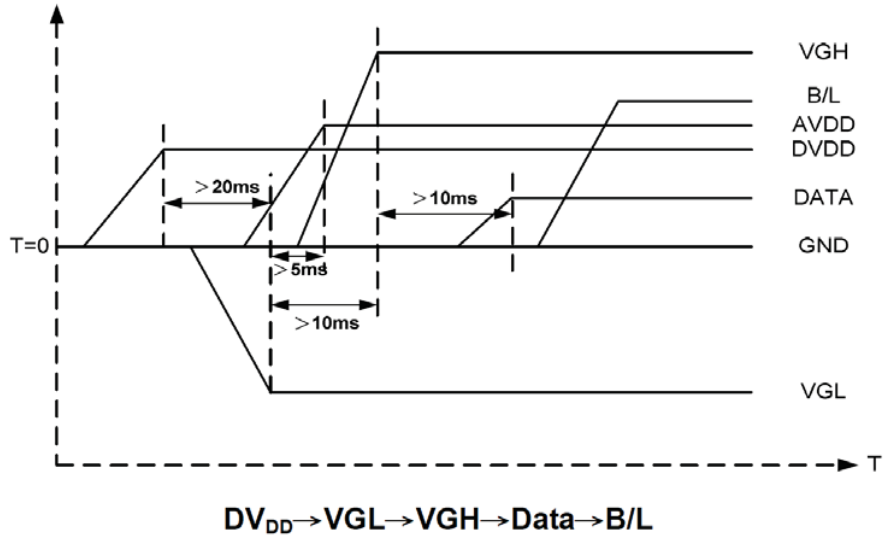 VGH
B/L
AVDD
DVDD
＞20ms
＞10ms
DATA
T=0
GND
＞5ms
＞10ms
VGL
T
DVDD→VGL→VGH→Data→B/L